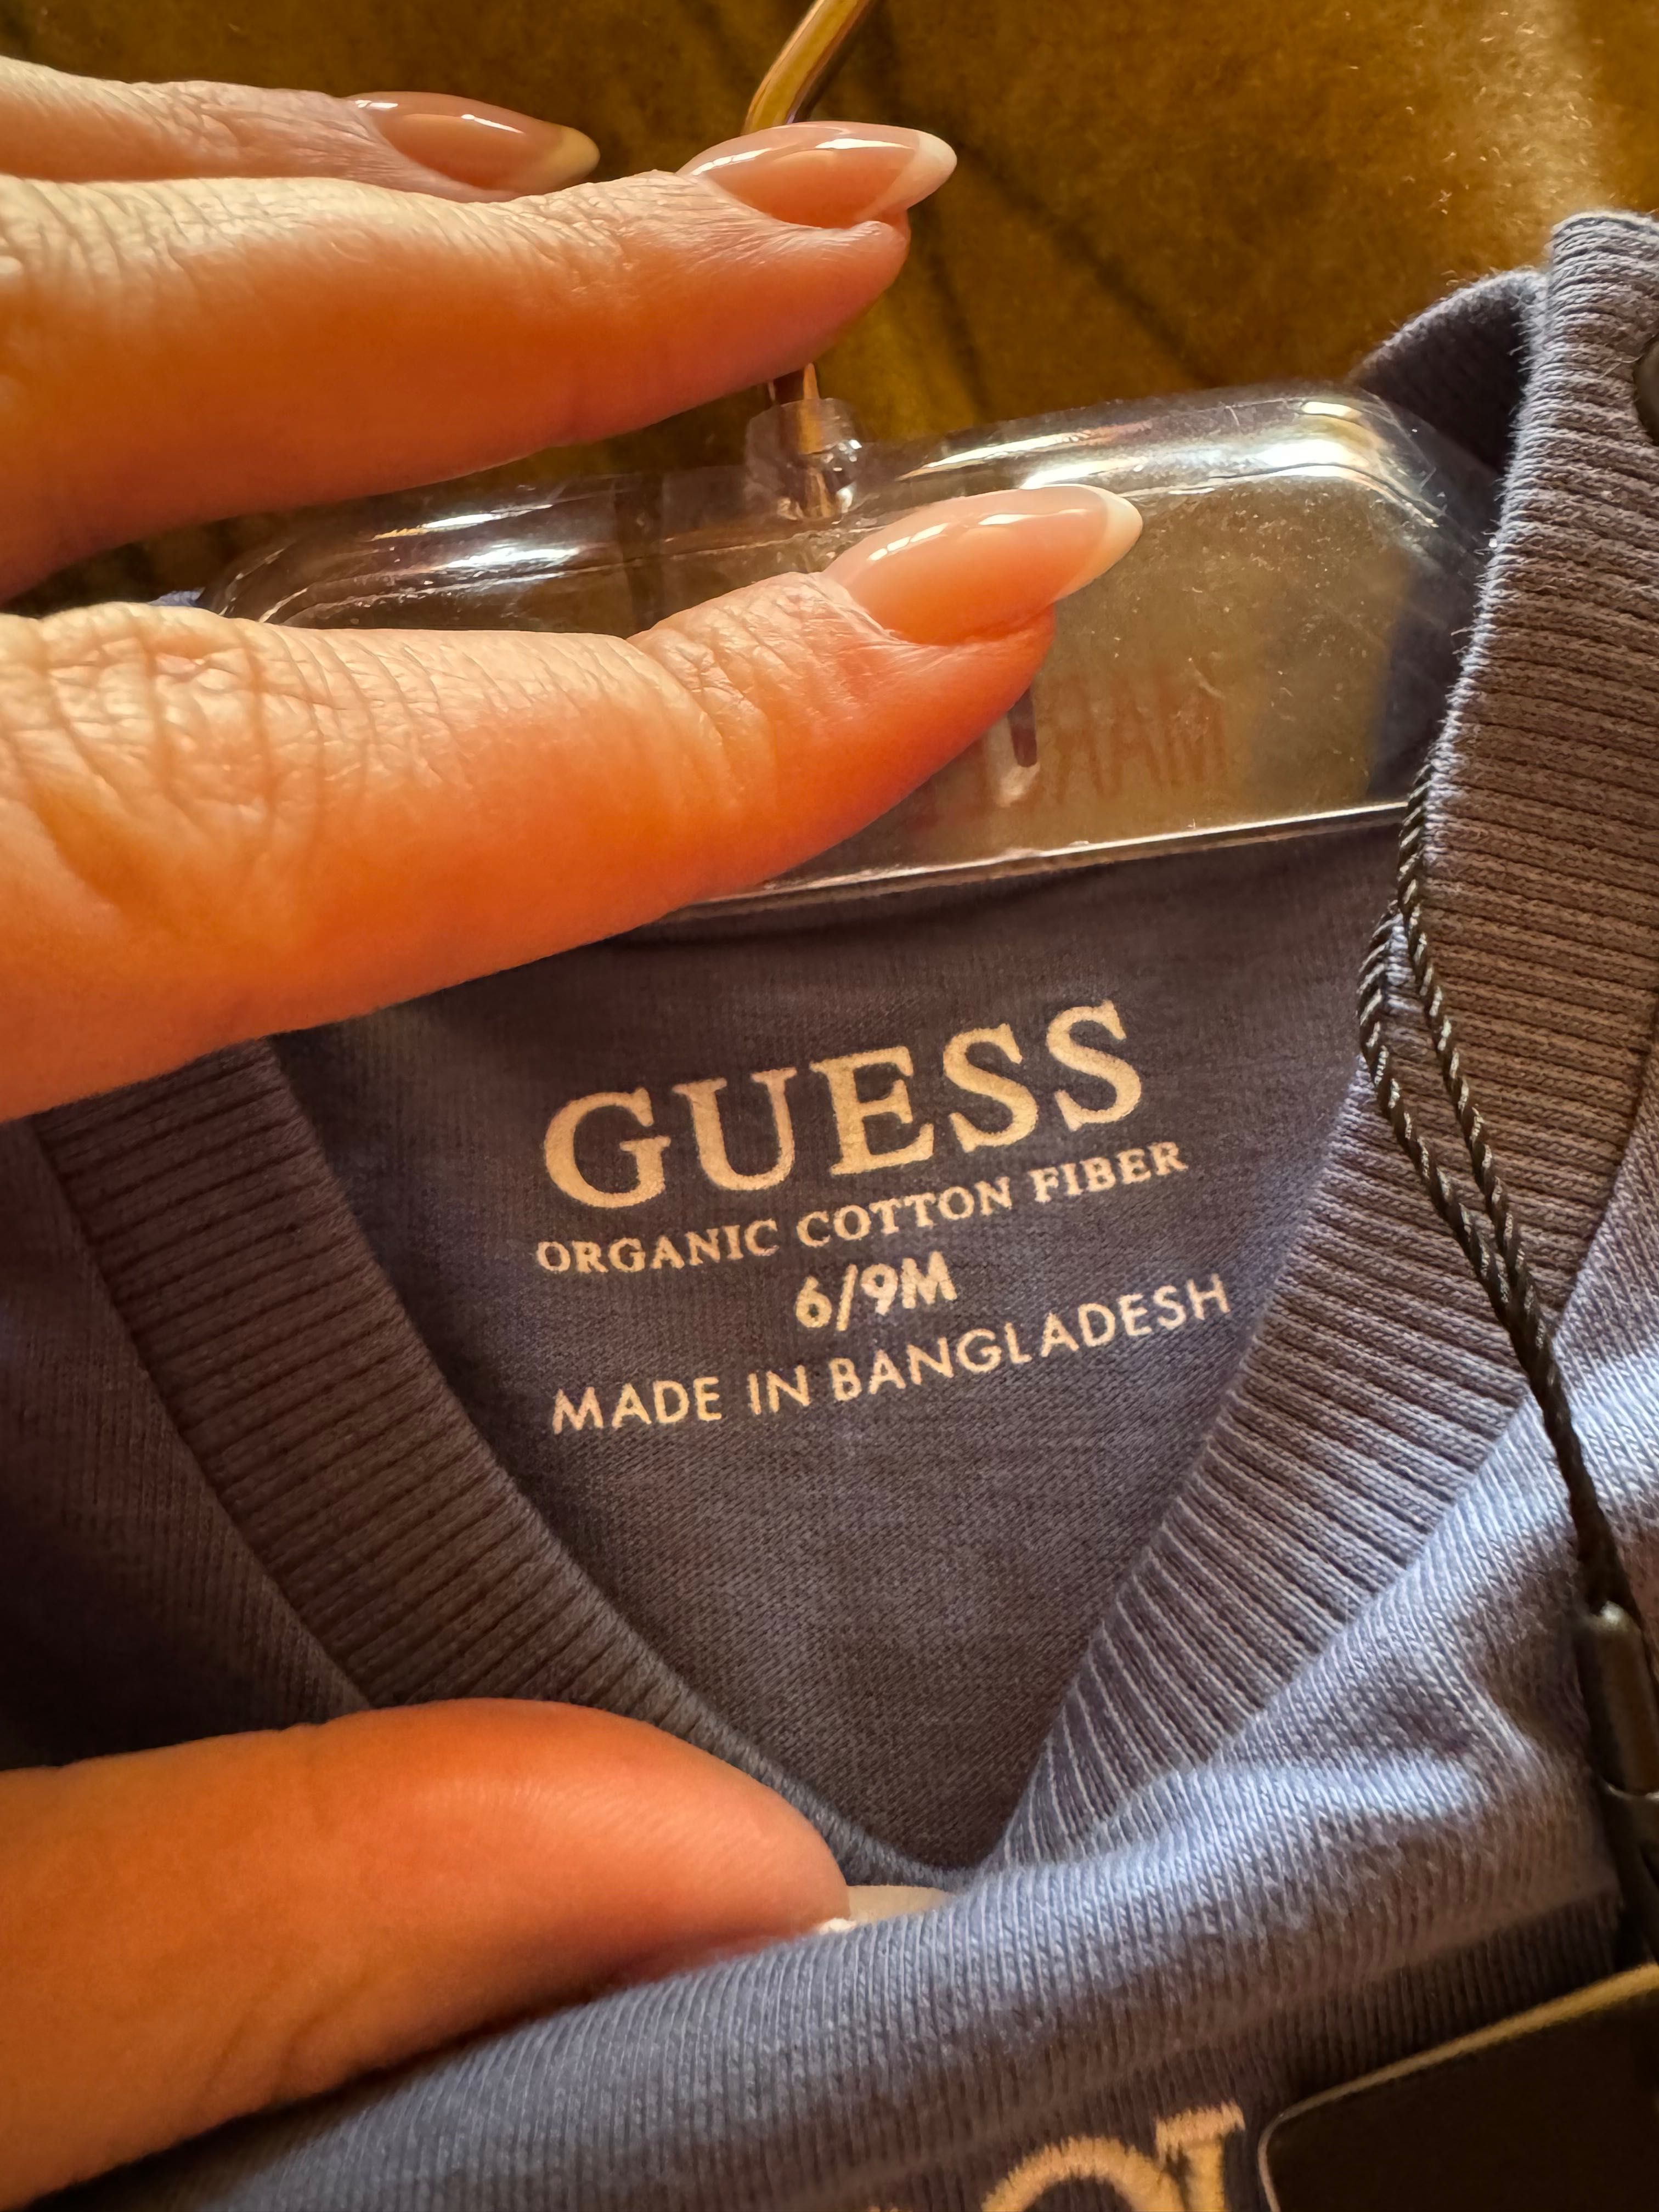 GUESS
ORGANIC COTTON FIBER
6/9M
MADE IN BANGLADESH